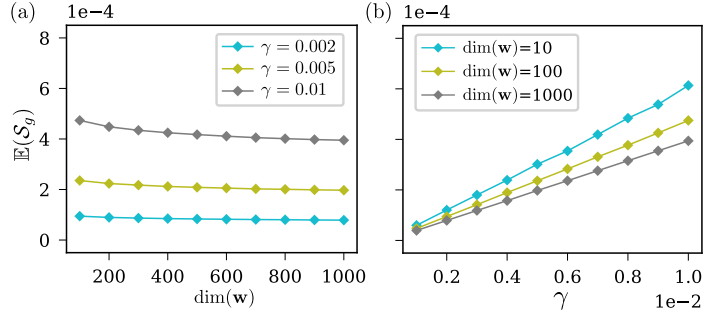 (a)
1e−4
𝔼(𝒮_g)
8
6
4
2
0
γ = 0.002
γ = 0.005
γ = 0.01
200 400 600 800 1000
dim(w)
(b)
1e−4
dim(w)=10
dim(w)=100
dim(w)=1000
0.2 0.4 0.6 0.8 1.0
γ
1e−2